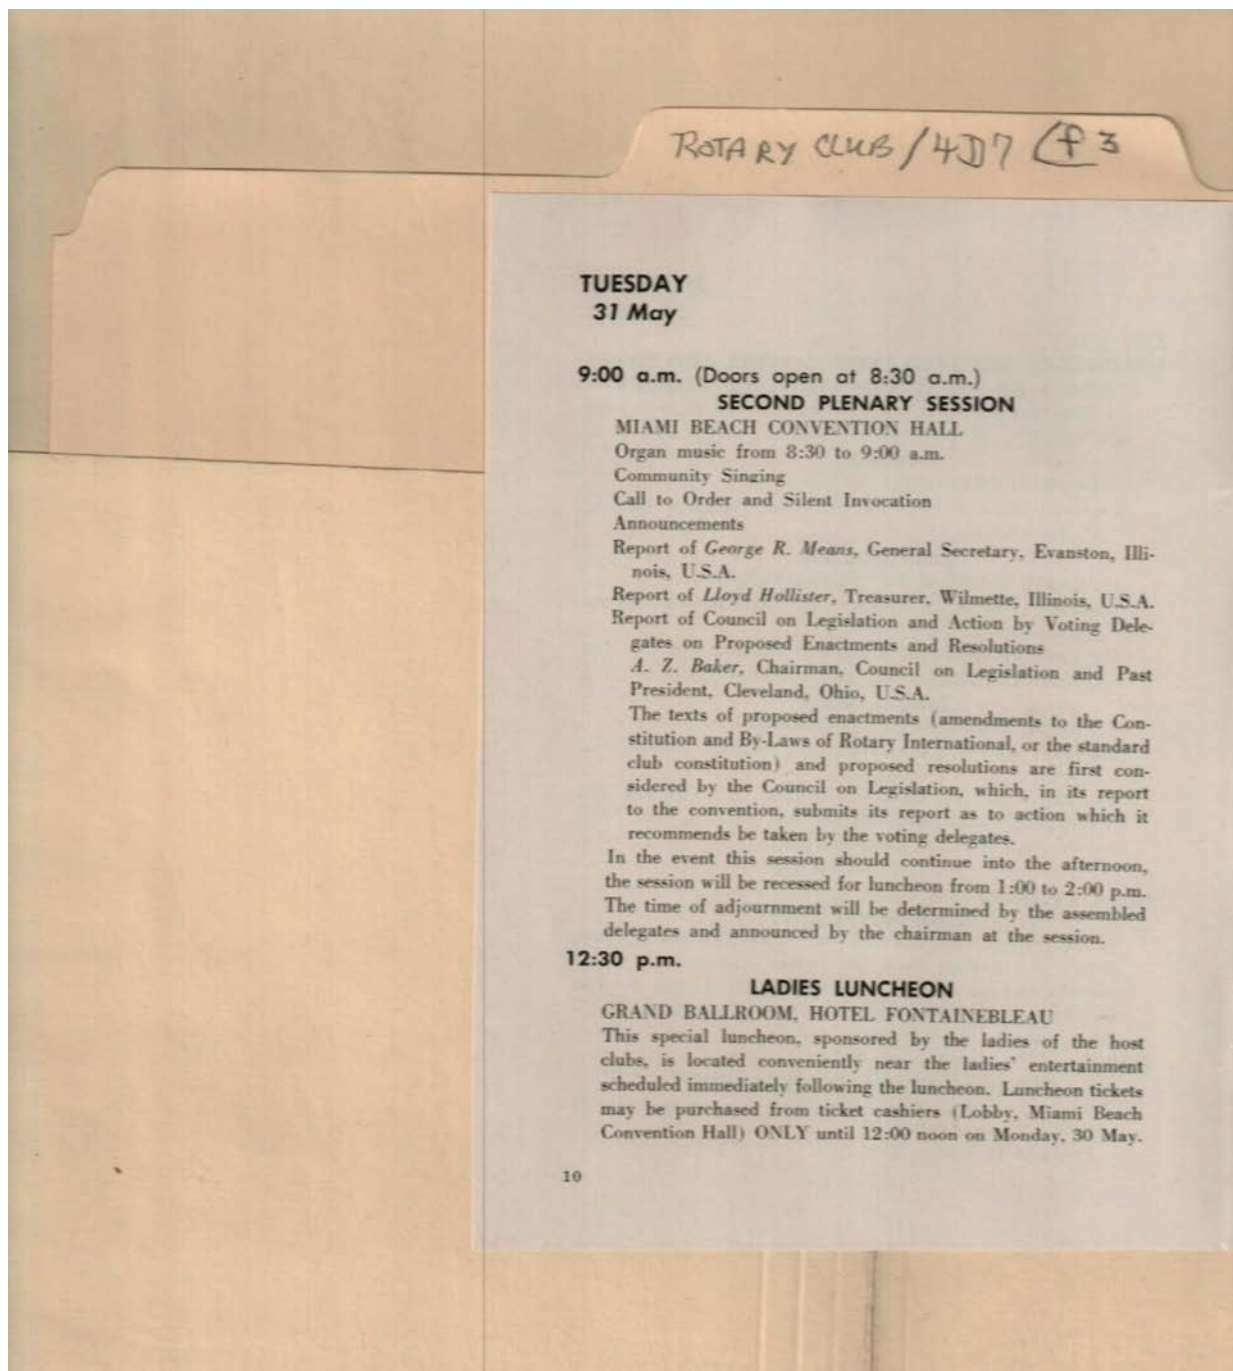 ROTARY CLUB / 4D7 f3
TUESDAY
31 May
9:00 a.m. (Doors open at 8:30 a.m.)
SECOND PLENARY SESSION
MIAMI BEACH CONVENTION HALL
Organ music from 8:30 to 9:00 a.m.
Community Singing
Call to Order and Silent Invocation
Announcements
Report of George R. Means, General Secretary, Evanston, Illi-
nois, U.S.A.
Report of Lloyd Hollister, Treasurer, Wilmette, Illinois, U.S.A.
Report of Council on Legislation and Action by Voting Dele-
gates on Proposed Enactments and Resolutions
A. Z. Baker, Chairman, Council on Legislation and Past
President, Cleveland, Ohio, U.S.A.
The texts of proposed enactments (amendments to the Con-
stitution and By-Laws of Rotary International, or the standard
club constitution) and proposed resolutions are first con-
sidered by the Council on Legislation, which, in its report
to the convention, submits its report as to action which it
recommends be taken by the voting delegates.
In the event this session should continue into the afternoon,
the session will be recessed for luncheon from 1:00 to 2:00 p.m.
The time of adjournment will be determined by the assembled
delegates and announced by the chairman at the session.
12:30 p.m.
LADIES LUNCHEON
GRAND BALLROOM, HOTEL FONTAINEBLEAU
This special luncheon, sponsored by the ladies of the host
clubs, is located conveniently near the ladies' entertainment
scheduled immediately following the luncheon. Luncheon tickets
may be purchased from ticket cashiers (Lobby, Miami Beach
Convention Hall) ONLY until 12:00 noon on Monday, 30 May.
10